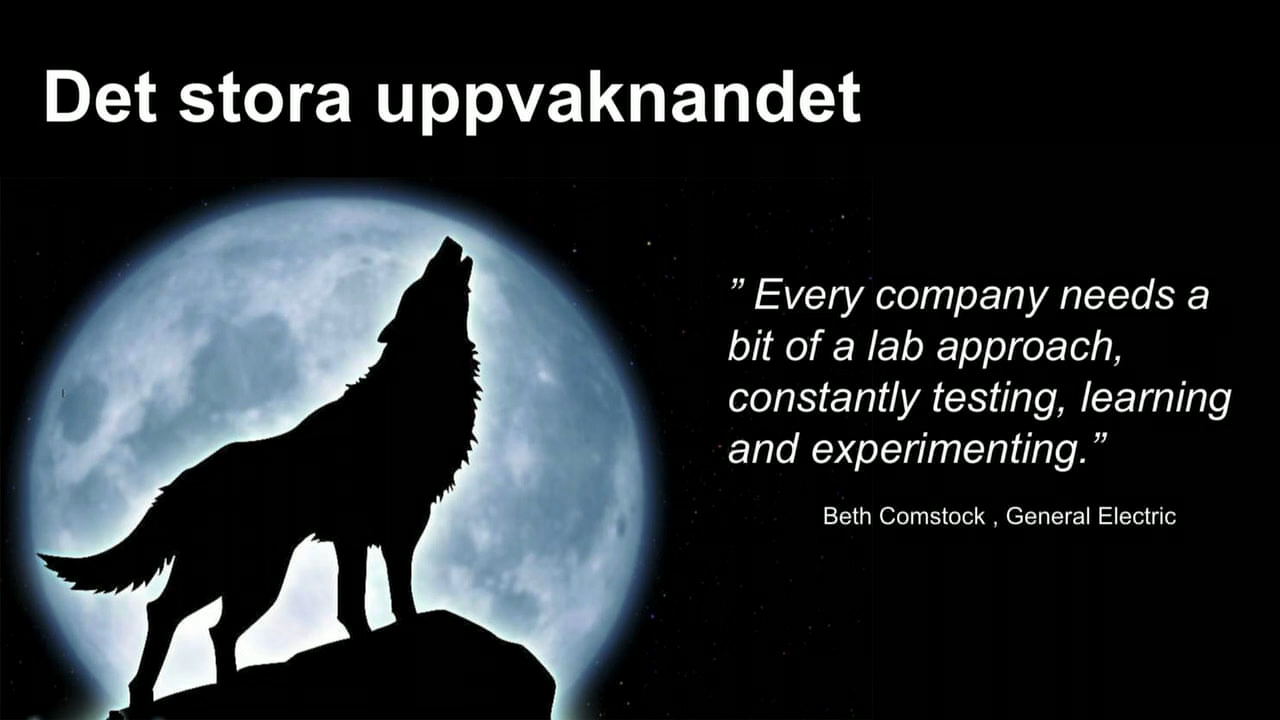 Det stora uppvaknandet
” Every company needs a
bit of a lab approach,
constantly testing, learning
and experimenting.”
Beth Comstock , General Electric